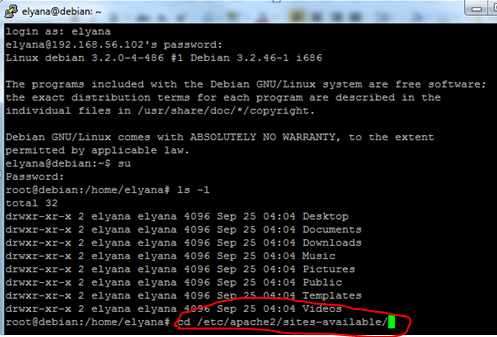 elyana@debian: ~
login as: elyana
elyana@192.168.56.102's password:
Linux debian 3.2.0-4-486 #1 Debian 3.2.46-1 i686
The programs included with the Debian GNU/Linux system are free software;
the exact distribution terms for each program are described in the
individual files in /usr/share/doc/*/copyright.
Debian GNU/Linux comes with ABSOLUTELY NO WARRANTY, to the extent
permitted by applicable law.
elyana@debian:~$ su
Password:
root@debian:/home/elyana# ls -l
total 32
drwxr-xr-x 2 elyana elyana 4096 Sep 25 04:04 Desktop
drwxr-xr-x 2 elyana elyana 4096 Sep 25 04:04 Documents
drwxr-xr-x 2 elyana elyana 4096 Sep 25 04:04 Downloads
drwxr-xr-x 2 elyana elyana 4096 Sep 25 04:04 Music
drwxr-xr-x 2 elyana elyana 4096 Sep 25 04:04 Pictures
drwxr-xr-x 2 elyana elyana 4096 Sep 25 04:04 Public
drwxr-xr-x 2 elyana elyana 4096 Sep 25 04:04 Templates
drwxr-xr-x 2 elyana elyana 4096 Sep 25 04:04 Videos
root@debian:/home/elyana# cd /etc/apache2/sites-available/